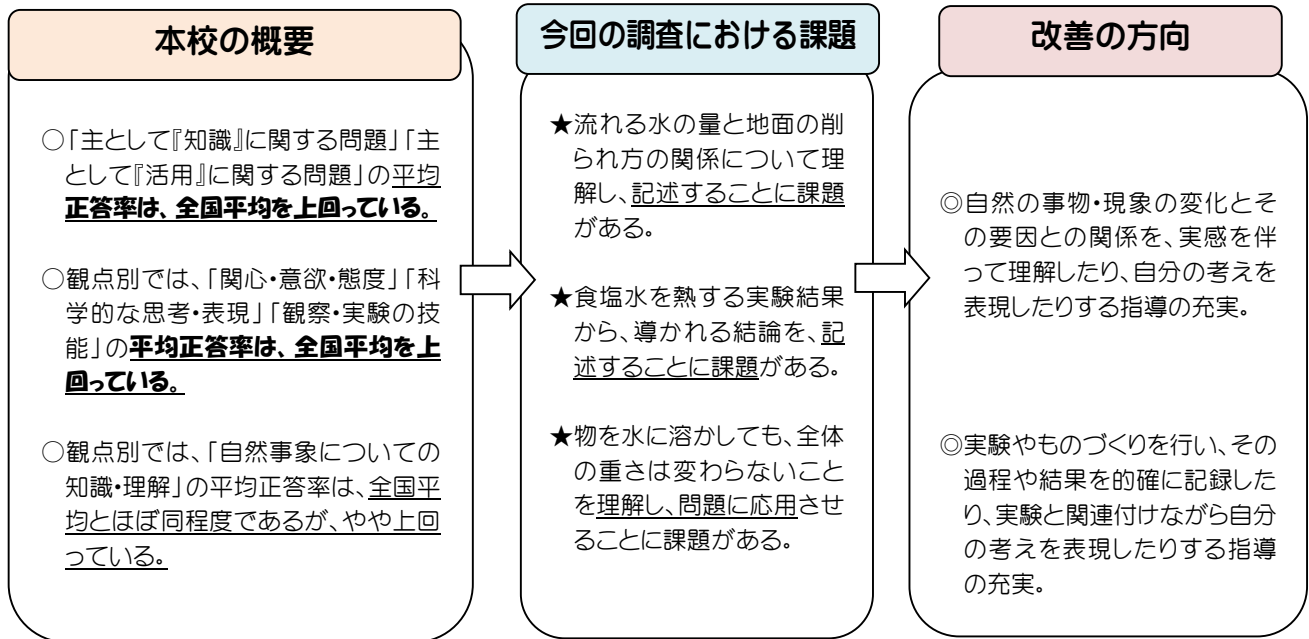 本校の概要
○「主として『知識』に関する問題」「主
として『活用』に関する問題」の平均
正答率は、全国平均を上回っている。
○観点別では、「関心・意欲・態度」「科
学的な思考・表現」「観察・実験の技
能」の平均正答率は、全国平均を上
回っている。
○観点別では、「自然事象についての
知識・理解」の平均正答率は、全国平
均とほぼ同程度であるが、やや上回
っている。
今回の調査における課題
★流れる水の量と地面の削
られ方の関係について理
解し、記述することに課題
がある。
★食塩水を熱する実験結果
から、導かれる結論を、記
述することに課題がある。
★物を水に溶かしても、全体
の重さは変わらないこと
を理解し、問題に応用させ
ることに課題がある。
改善の方向
◎自然の事物・現象の変化とそ
の要因との関係を、実感を伴
って理解したり、自分の考えを
表現したりする指導の充実。
◎実験やものづくりを行い、その
過程や結果を的確に記録した
り、実験と関連付けながら自分
の考えを表現したりする指導
の充実。